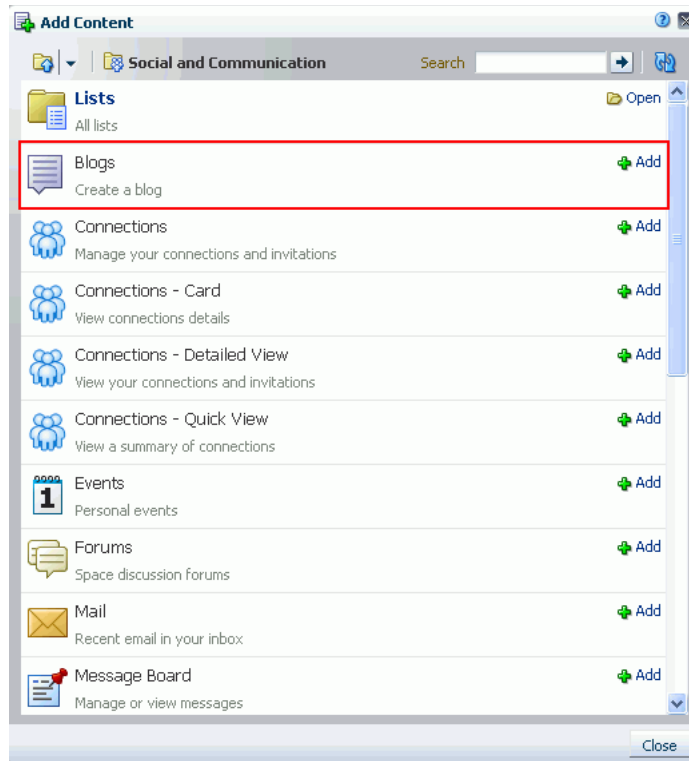 Add Content
Social and Communication Search
Lists Open
All lists
Blogs Add
Create a blog
Connections Add
Manage your connections and invitations
Connections - Card Add
View connections details
Connections - Detailed View Add
View your connections and invitations
Connections - Quick View Add
View a summary of connections
Events Add
1
Personal events
Forums Add
Space discussion forums
Mail Add
Recent email in your inbox
Message Board Add
Manage or view messages
Close